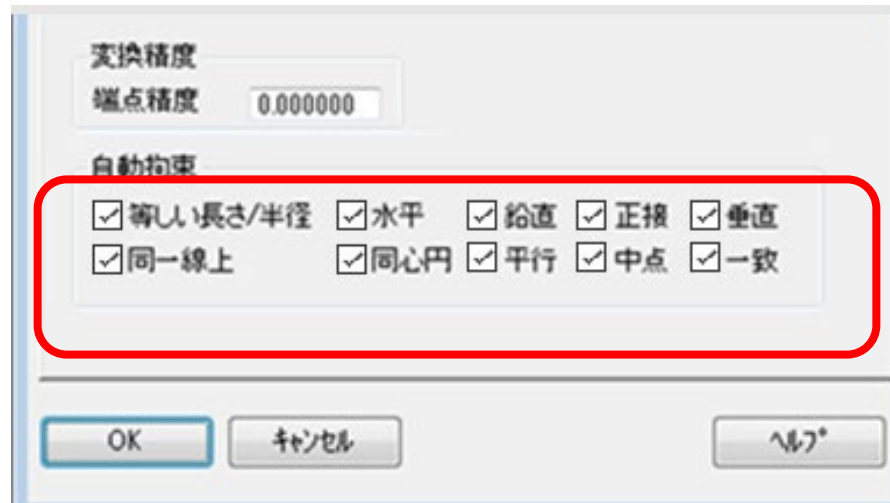 変換精度
端点精度 0.000000
自動拘束
等しい長さ/半径 水平 鉛直 正接 垂直
同一線上 同心円 平行 中点 一致
OK ｷｬﾝｾﾙ ﾍﾙﾌﾟ